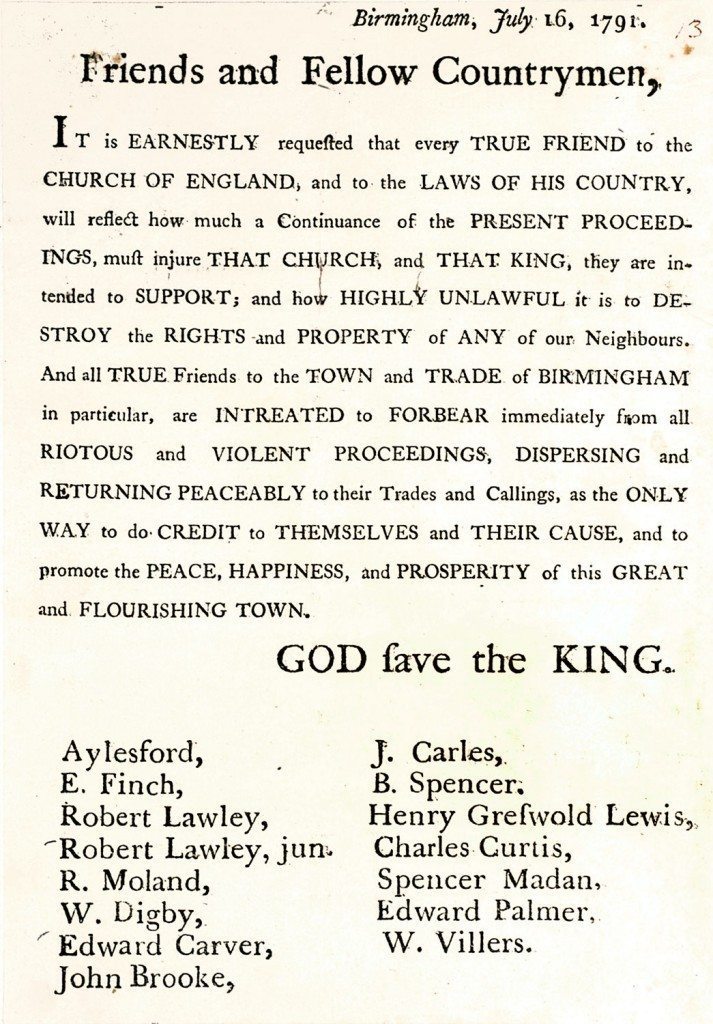 Birmingham, July 16, 1791.
13
Friends and Fellow Countrymen,
IT is EARNESTLY requeſted that every TRUE FRIEND to the
CHURCH OF ENGLAND, and to the LAWS OF HIS COUNTRY,
will reflect how much a Continuance of the PRESENT PROCEED-
INGS, muſt injure THAT CHURCH, and THAT KING, they are in-
tended to SUPPORT; and how HIGHLY UNLAWFUL it is to DE-
STROY the RIGHTS and PROPERTY of ANY of our Neighbours.
And all TRUE Friends to the TOWN and TRADE of BIRMINGHAM
in particular, are INTREATED to FORBEAR immediately from all
RIOTOUS and VIOLENT PROCEEDINGS, DISPERSING and
RETURNING PEACEABLY to their Trades and Callings, as the ONLY
WAY to do CREDIT to THEMSELVES and THEIR CAUSE, and to
promote the PEACE, HAPPINESS, and PROSPERITY of this GREAT
and FLOURISHING TOWN.
GOD ſave the KING.
Aylesford,
E. Finch,
Robert Lawley,
Robert Lawley, jun.
R. Moland,
W. Digby,
Edward Carver,
John Brooke,
J. Carles,
B. Spencer.
Henry Greſwold Lewis,
Charles Curtis,
Spencer Madan,
Edward Palmer,
W. Villers.